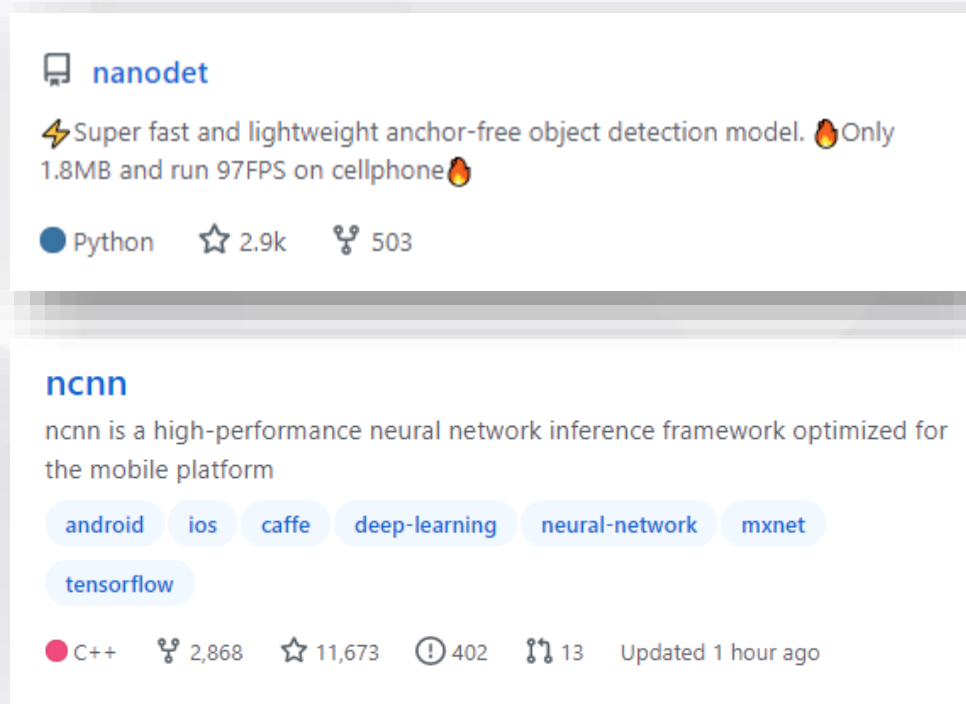 nanodet
⚡Super fast and lightweight anchor-free object detection model. 🔥Only
1.8MB and run 97FPS on cellphone🔥
Python 2.9k 503
ncnn
ncnn is a high-performance neural network inference framework optimized for
the mobile platform
android ios caffe deep-learning neural-network mxnet
tensorflow
C++ 2,868 11,673 402 13 Updated 1 hour ago